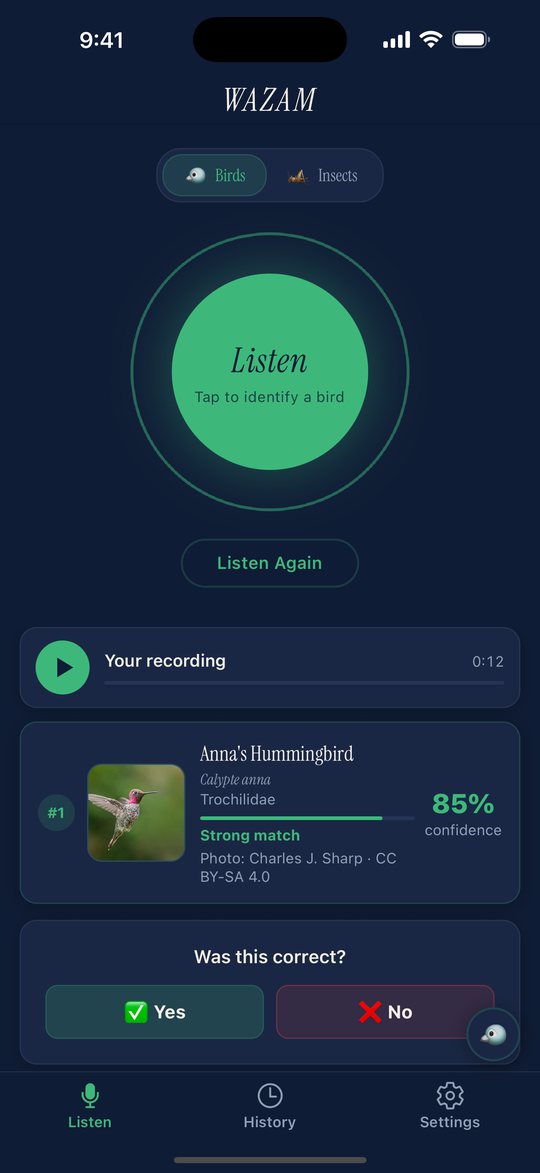 9:41
WAZAM
Birds
Insects
Listen
Tap to identify a bird
Listen Again
Your recording
0:12
#1
Anna's Hummingbird
Calypte anna
Trochilidae
Strong match
Photo: Charles J. Sharp · CC
BY-SA 4.0
85%
confidence
Was this correct?
Yes
No
Listen
History
Settings